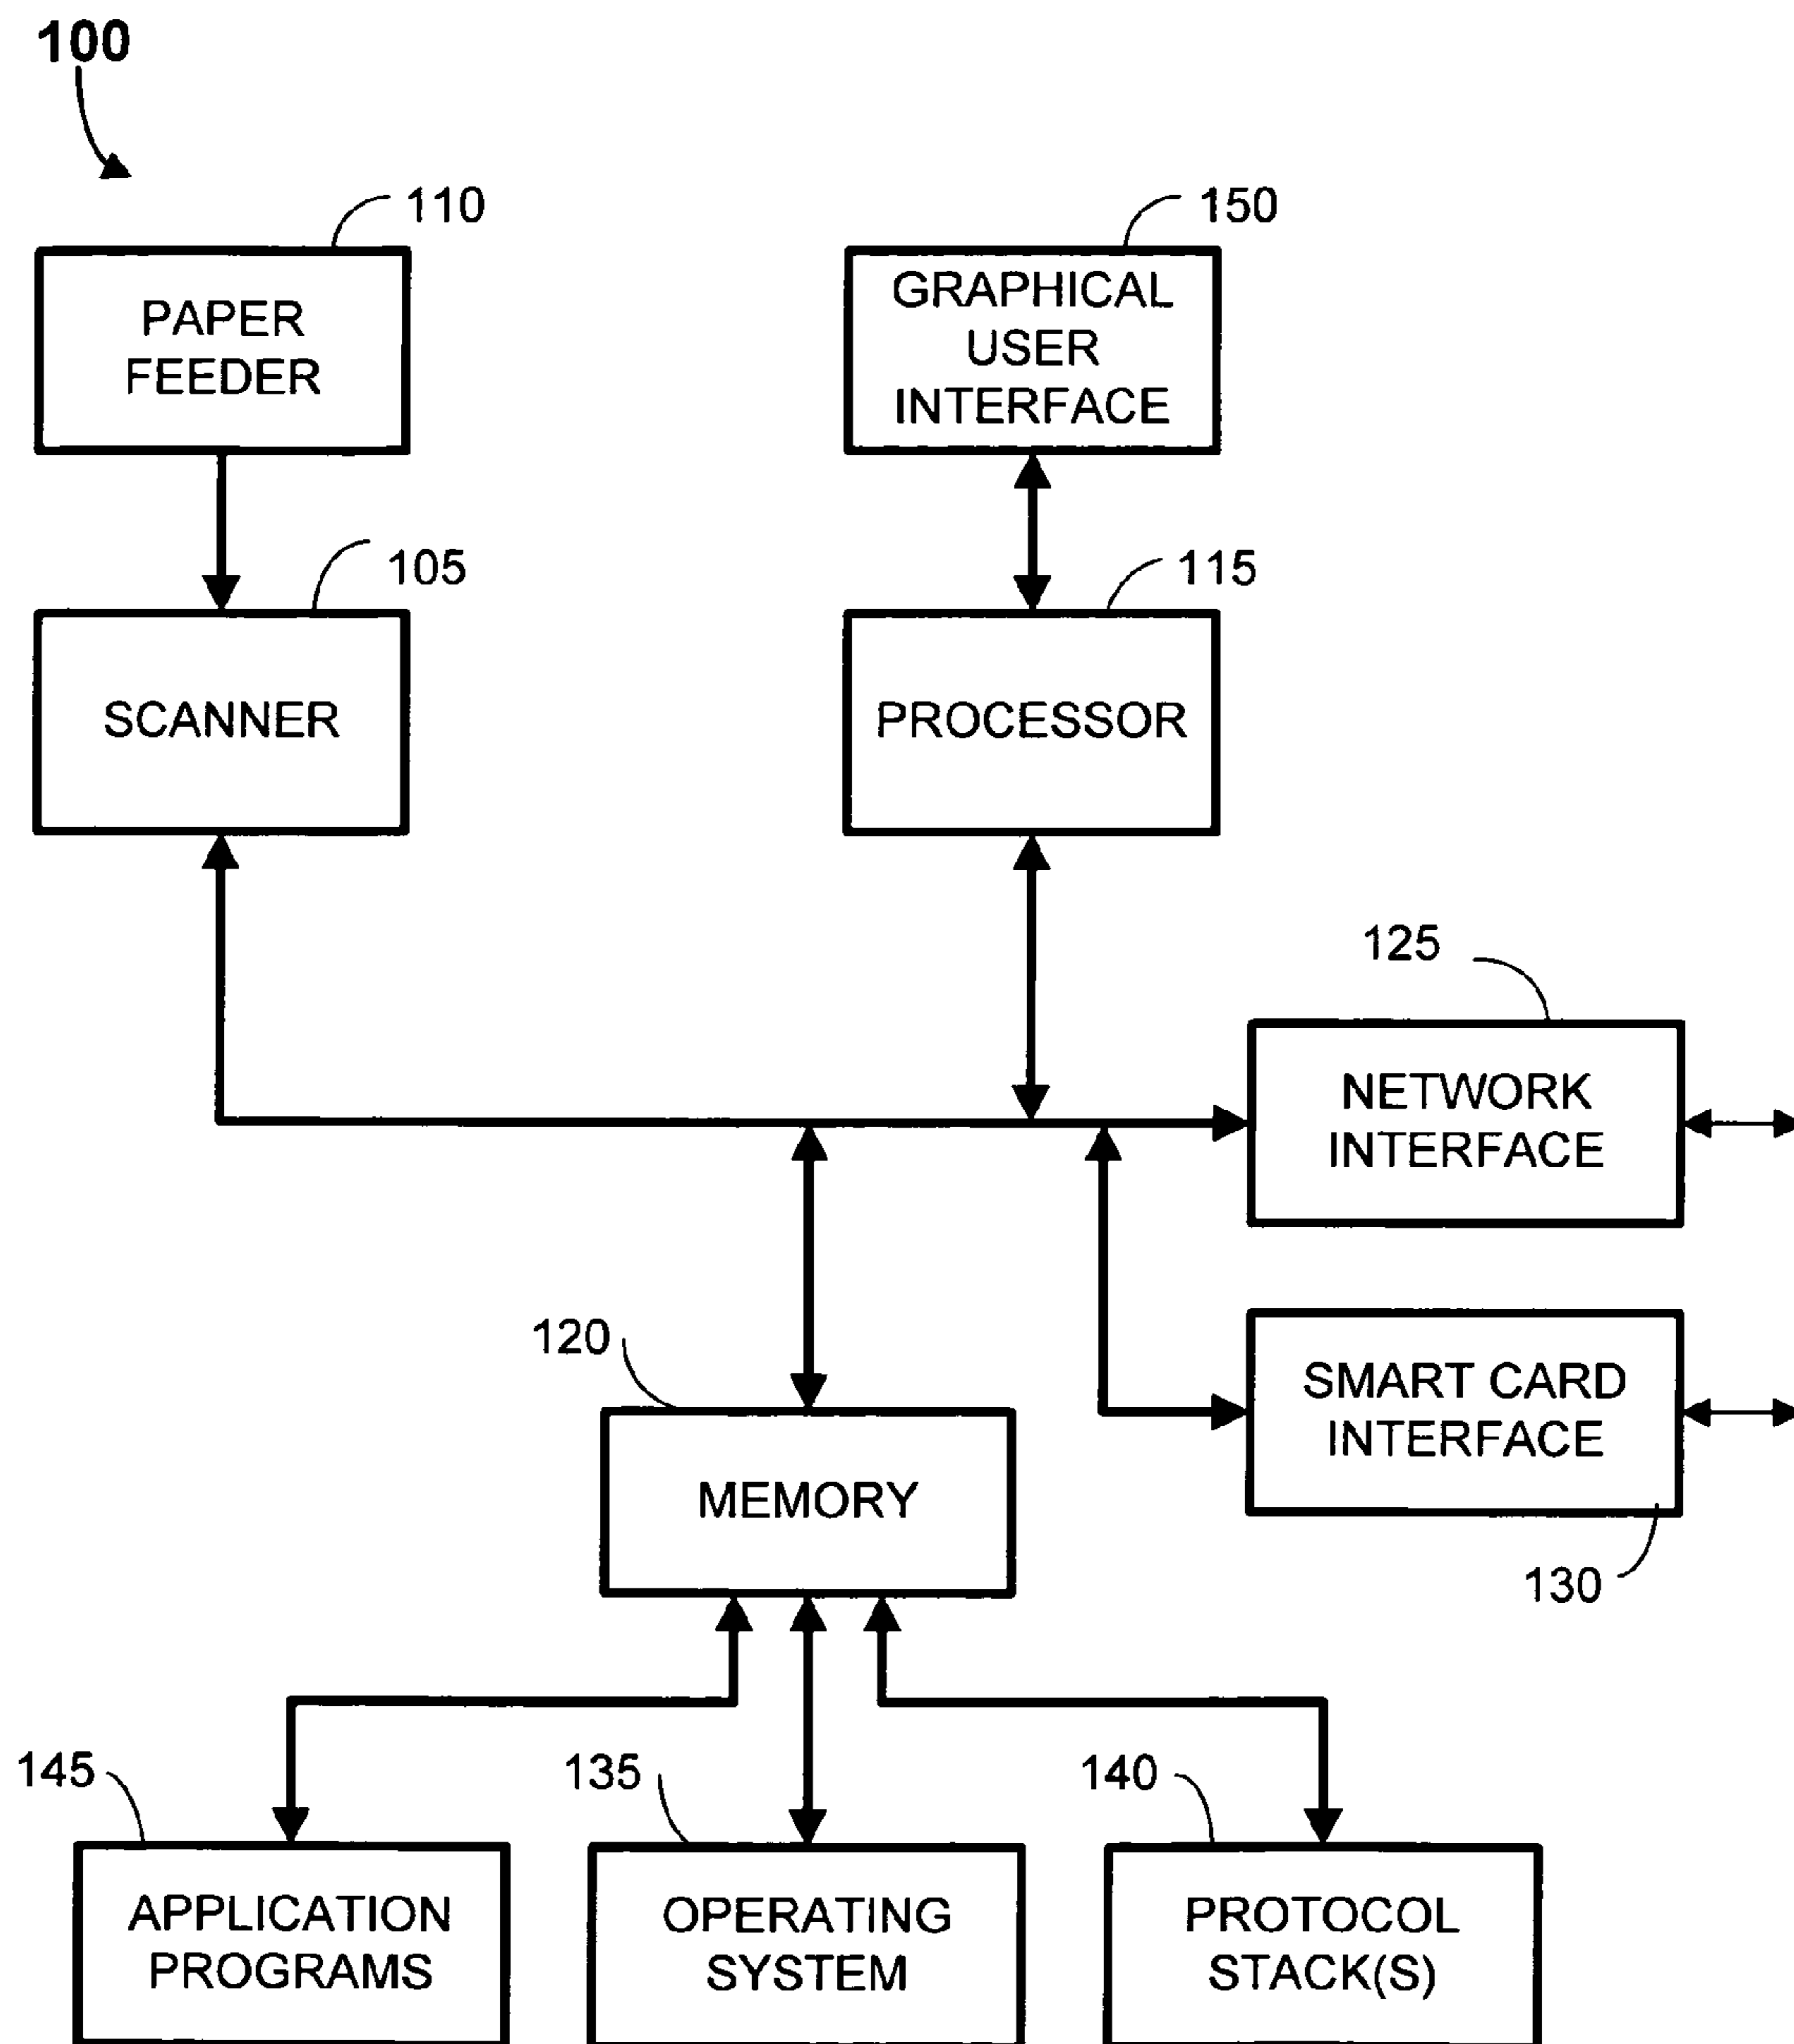 100
110
150
PAPER
FEEDER
GRAPHICAL
USER
INTERFACE
105
115
SCANNER
PROCESSOR
125
NETWORK
INTERFACE
120
SMART CARD
INTERFACE
MEMORY
130
145
135
140
APPLICATION
PROGRAMS
OPERATING
SYSTEM
PROTOCOL
STACK(S)